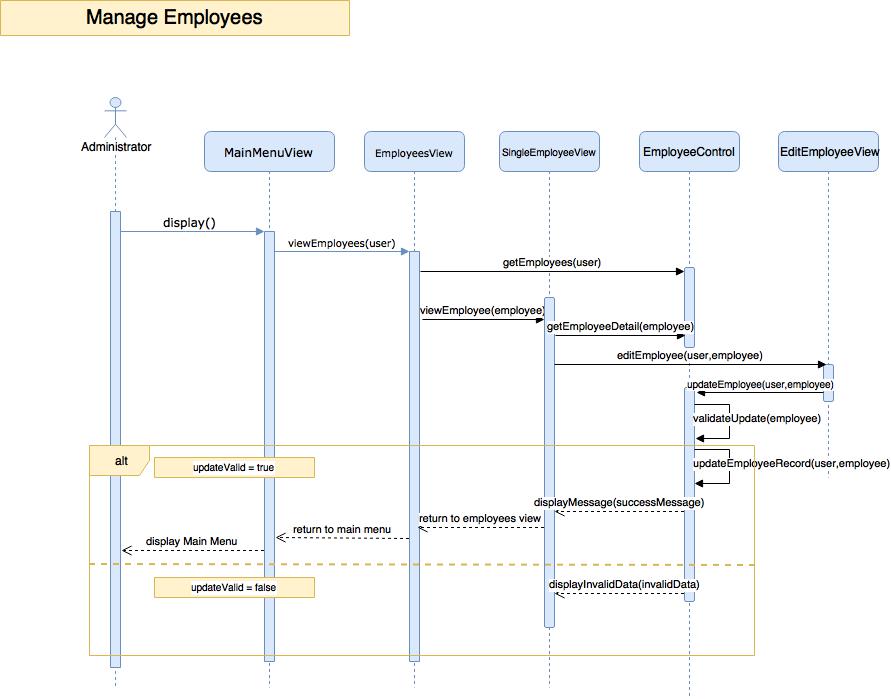 Manage Employees
Administrator
MainMenuView
EmployeesView
SingleEmployeeView
EmployeeControl
EditEmployeeView
display()
viewEmployees(user)
getEmployees(user)
viewEmployee(employee)
getEmployeeDetail(employee)
editEmployee(user,employee)
updateEmployee(user,employee)
validateUpdate(employee)
alt
updateValid = true
updateEmployeeRecord(user,employee)
displayMessage(successMessage)
return to employees view
return to main menu
display Main Menu
updateValid = false
displayInvalidData(invalidData)